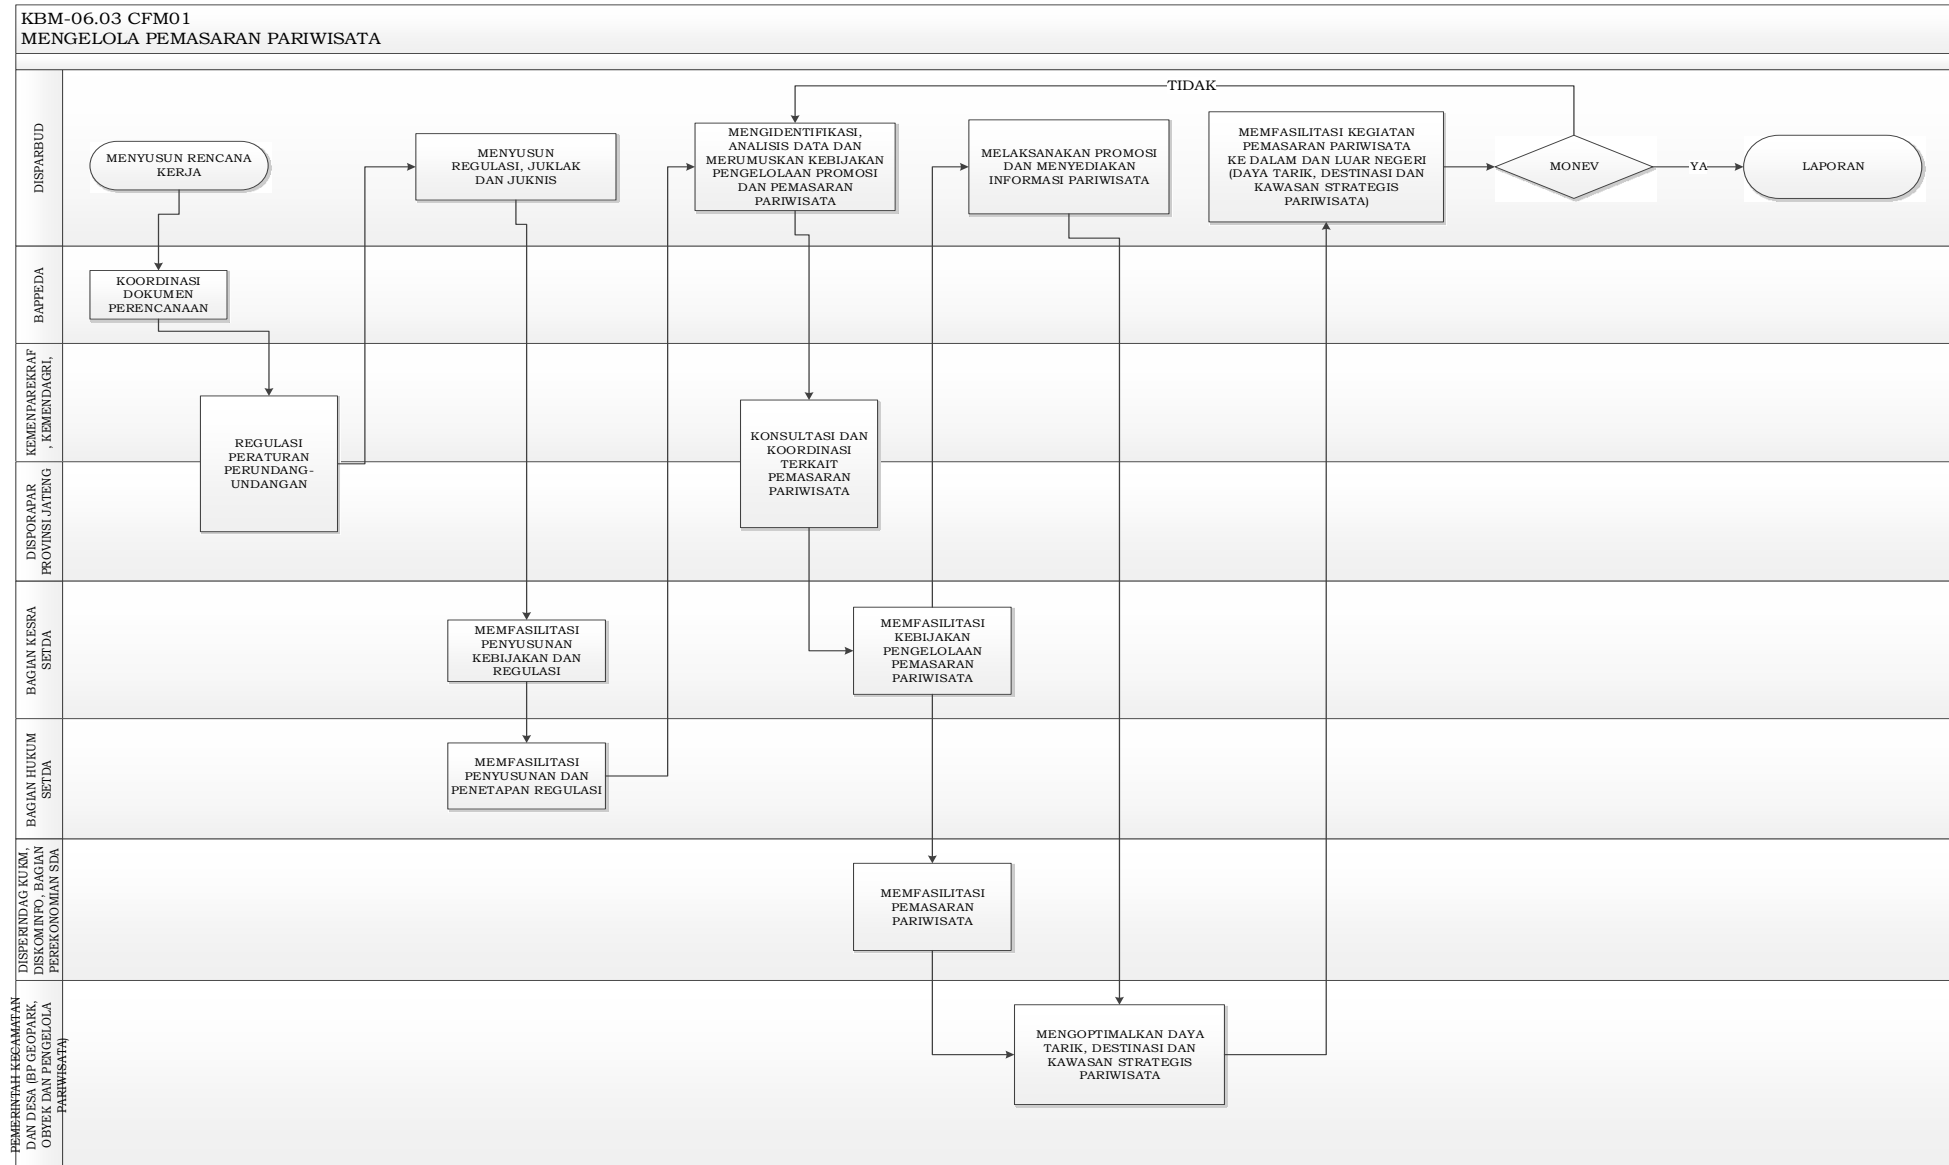 KBM-06.03 CFM01
MENGELOLA PEMASARAN PARIWISATA
DISPARBUD
MENYUSUN RENCANA
KERJA
MENYUSUN
REGULASI, JUKLAK
DAN JUKNIS
MENGIDENTIFIKASI,
ANALISIS DATA DAN
MERUMUSKAN KEBIJAKAN
PENGELOLAAN PROMOSI
DAN PEMASARAN
PARIWISATA
MELAKSANAKAN PROMOSI
DAN MENYEDIAKAN
INFORMASI PARIWISATA
TIDAK
MEMFASILITASI KEGIATAN
PEMASARAN PARIWISATA
KE DALAM DAN LUAR NEGERI
(DAYA TARIK, DESTINASI DAN
KAWASAN STRATEGIS
PARIWISATA)
MONEV
YA
LAPORAN
BAPPEDA
KOORDINASI
DOKUMEN
PERENCANAAN
KEMENPAREKRAF
, KEMENDAGRI,
REGULASI
PERATURAN
PERUNDANG-
UNDANGAN
KONSULTASI DAN
KOORDINASI
TERKAIT
PEMASARAN
PARIWISATA
DISPORAPAR
PROVINSI JATENG
BAGIAN KESRA
SETDA
MEMFASILITASI
PENYUSUNAN
KEBIJAKAN DAN
REGULASI
MEMFASILITASI
KEBIJAKAN
PENGELOLAAN
PEMASARAN
PARIWISATA
BAGIAN HUKUM
SETDA
MEMFASILITASI
PENYUSUNAN DAN
PENETAPAN REGULASI
DISPERINDAG KUKM,
DISKOMINFO, BAGIAN
PEREKONOMIAN SDA
MEMFASILITASI
PEMASARAN
PARIWISATA
PEMERINTAH KECAMATAN
DAN DESA (BP GEOPARK,
OBYEK DAN PENGELOLA
PARIWISATA)
MENGOPTIMALKAN DAYA
TARIK, DESTINASI DAN
KAWASAN STRATEGIS
PARIWISATA